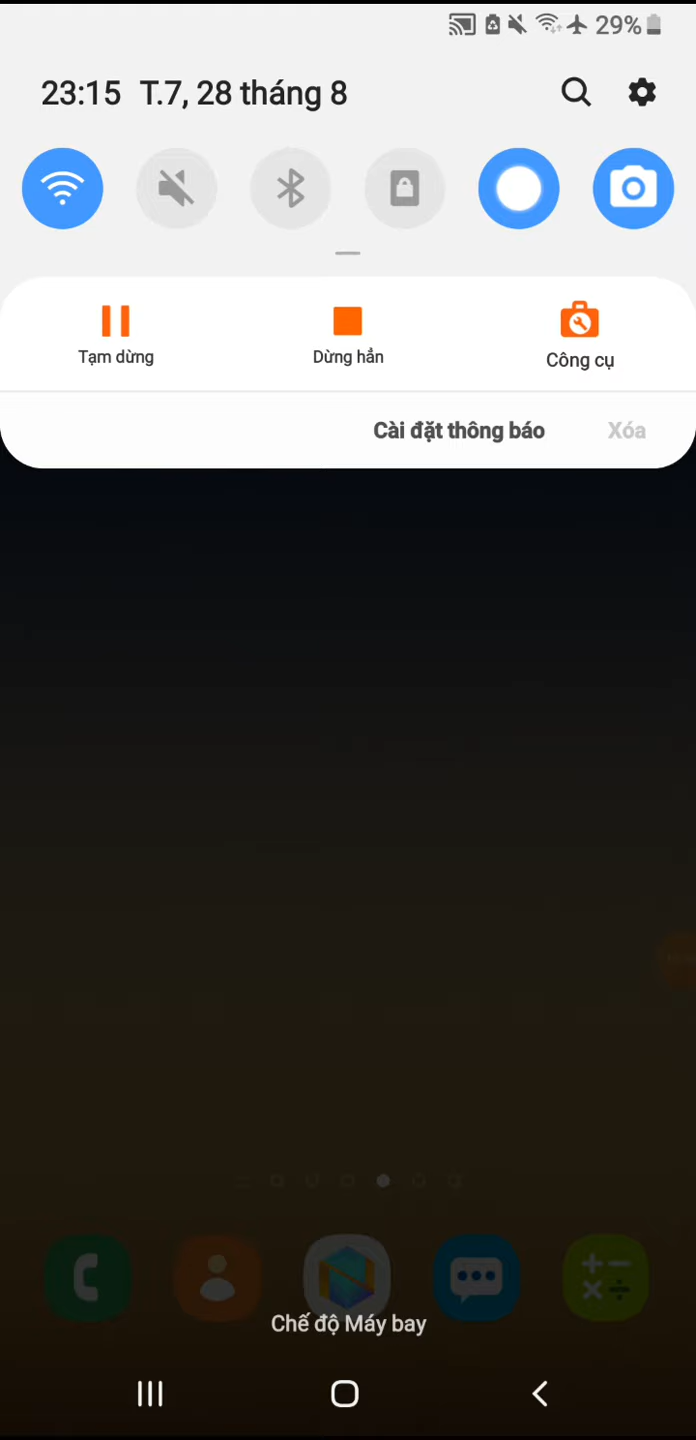 29%
23:15 T.7, 28 tháng 8
Tạm dừng
Dừng hẳn
Công cụ
Cài đặt thông báo
Xóa
Chế độ Máy bay